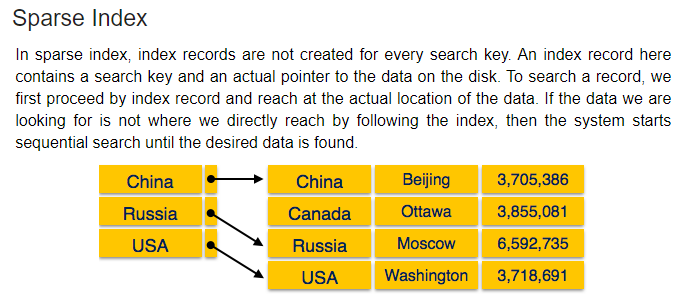 Sparse Index
In sparse index, index records are not created for every search key. An index record here
contains a search key and an actual pointer to the data on the disk. To search a record, we
first proceed by index record and reach at the actual location of the data. If the data we are
looking for is not where we directly reach by following the index, then the system starts
sequential search until the desired data is found.
China China Beijing 3,705,386
Russia Canada Ottawa 3,855,081
USA Russia Moscow 6,592,735
USA Washington 3,718,691